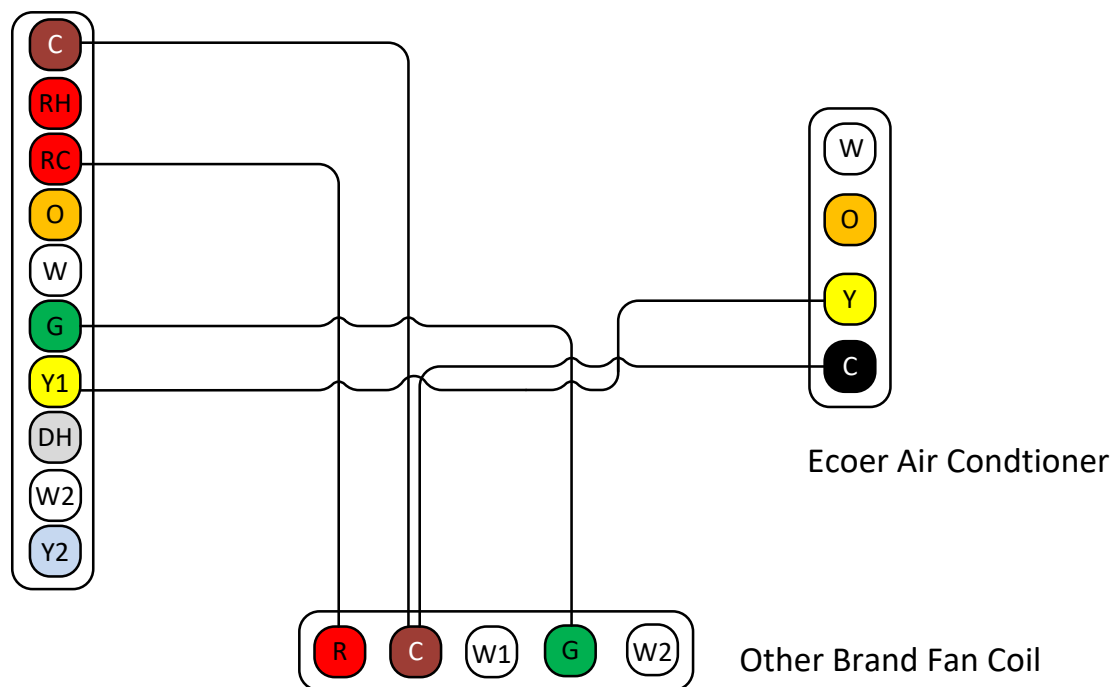 C
RH
RC
O
W
G
Y1
DH
W2
Y2
W
O
Y
C
Ecoer Air Condtioner
R C W1 G W2
Other Brand Fan Coil